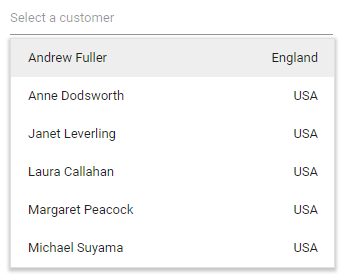 Select a customer
Andrew Fuller England
Anne Dodsworth USA
Janet Leverling USA
Laura Callahan USA
Margaret Peacock USA
Michael Suyama USA